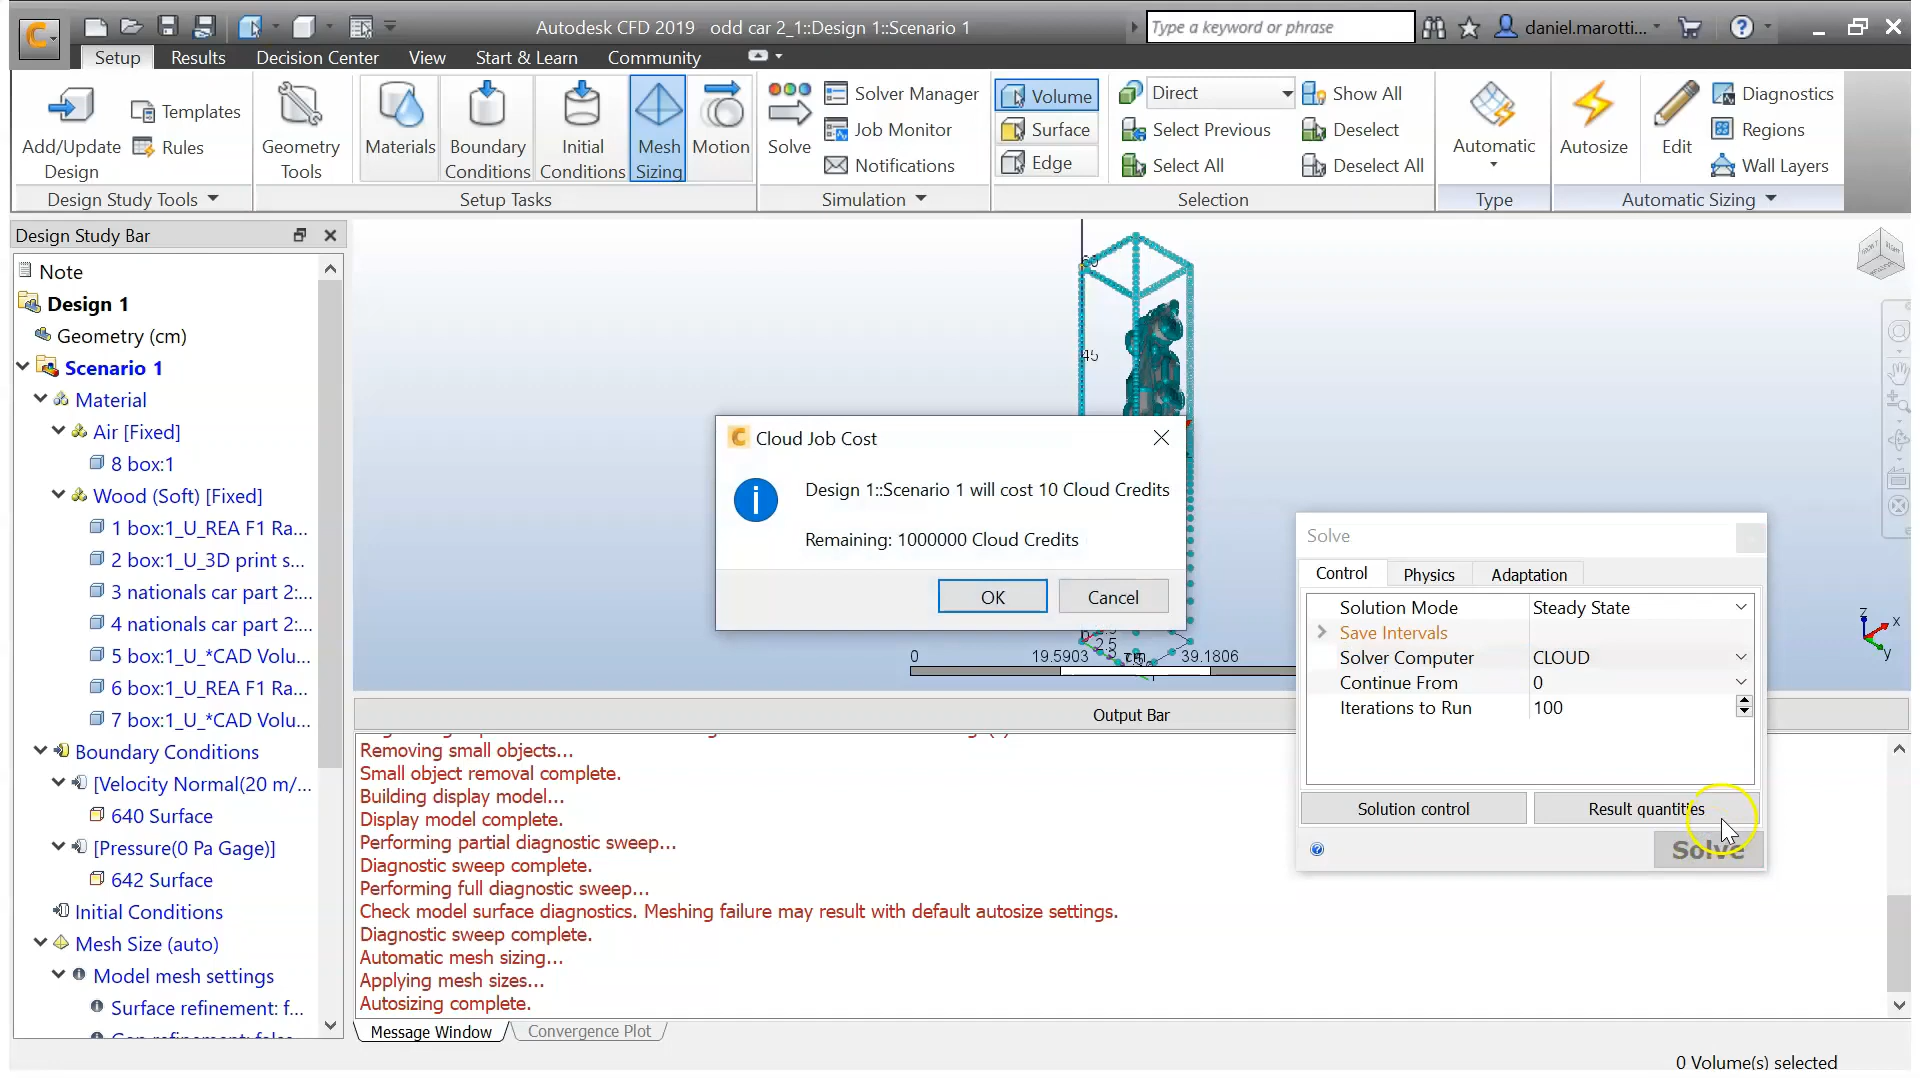 Autodesk CFD 2019 odd car 2_1::Design 1::Scenario 1
Type a keyword or phrase
daniel.marotti...
Setup
Results
Decision Center
View
Start & Learn
Community
Add/Update
Design
Templates
Rules
Design Study Tools
Geometry
Tools
Materials
Boundary
Conditions
Initial
Conditions
Mesh
Sizing
Motion
Setup Tasks
Solve
Solver Manager
Job Monitor
Notifications
Simulation
Volume
Surface
Edge
Direct
Select Previous
Select All
Show All
Deselect
Deselect All
Selection
Automatic
Type
Autosize
Edit
Diagnostics
Regions
Wall Layers
Automatic Sizing
Design Study Bar
Note
Design 1
Geometry (cm)
Scenario 1
Material
Air [Fixed]
8 box:1
Wood (Soft) [Fixed]
1 box:1_U_REA F1 Ra...
2 box:1_U_3D print s...
3 nationals car part 2:...
4 nationals car part 2:...
5 box:1_U_*CAD Volu...
6 box:1_U_REA F1 Ra...
7 box:1_U_*CAD Volu...
Boundary Conditions
[Velocity Normal(20 m/...
640 Surface
[Pressure(0 Pa Gage)]
642 Surface
Initial Conditions
Mesh Size (auto)
Model mesh settings
Surface refinement: f...
60
45
Cloud Job Cost
Design 1::Scenario 1 will cost 10 Cloud Credits
Remaining: 1000000 Cloud Credits
OK
Cancel
2.5
0
19.5903
cm
39.1806
z
x
y
Solve
Control
Physics
Adaptation
Solution Mode Steady State
Save Intervals
Solver Computer CLOUD
Continue From 0
Iterations to Run 100
Solution control
Result quantities
Solve
Output Bar
Removing small objects...
Small object removal complete.
Building display model...
Display model complete.
Performing partial diagnostic sweep...
Diagnostic sweep complete.
Performing full diagnostic sweep...
Check model surface diagnostics. Meshing failure may result with default autosize settings.
Diagnostic sweep complete.
Automatic mesh sizing...
Applying mesh sizes...
Autosizing complete.
Message Window
Convergence Plot
0 Volume(s) selected